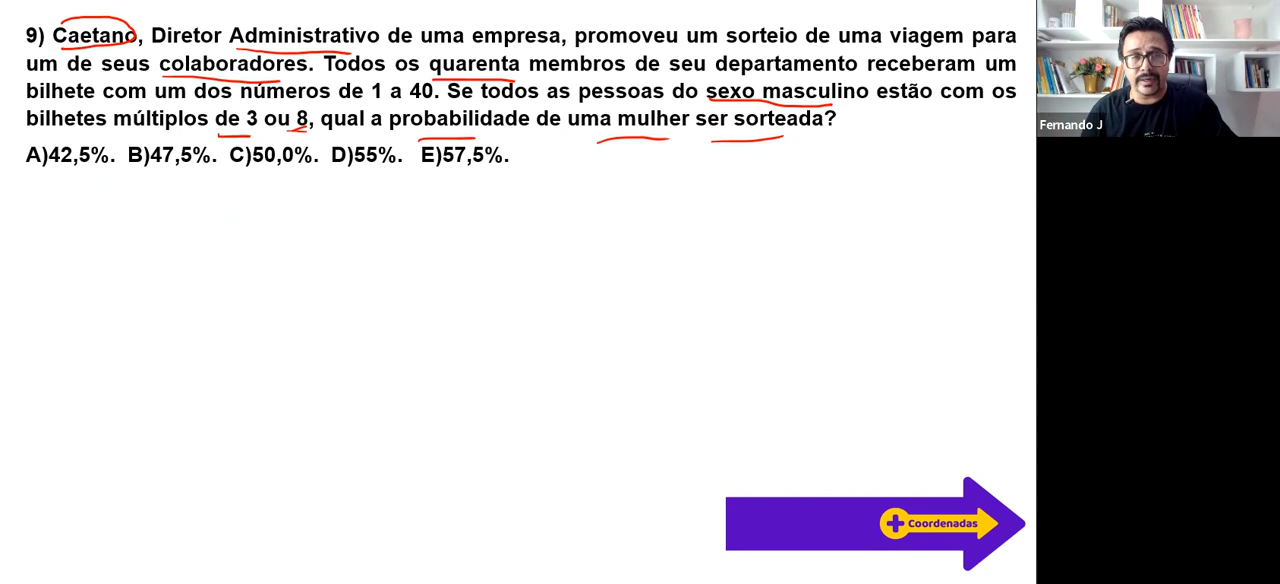 9) Caetano, Diretor Administrativo de uma empresa, promoveu um sorteio de uma viagem para
um de seus colaboradores. Todos os quarenta membros de seu departamento receberam um
bilhete com um dos números de 1 a 40. Se todos as pessoas do sexo masculino estão com os
bilhetes múltiplos de 3 ou 8, qual a probabilidade de uma mulher ser sorteada?
A)42,5%. B)47,5%. C)50,0%. D)55%. E)57,5%.
Fernando J
Coordenadas